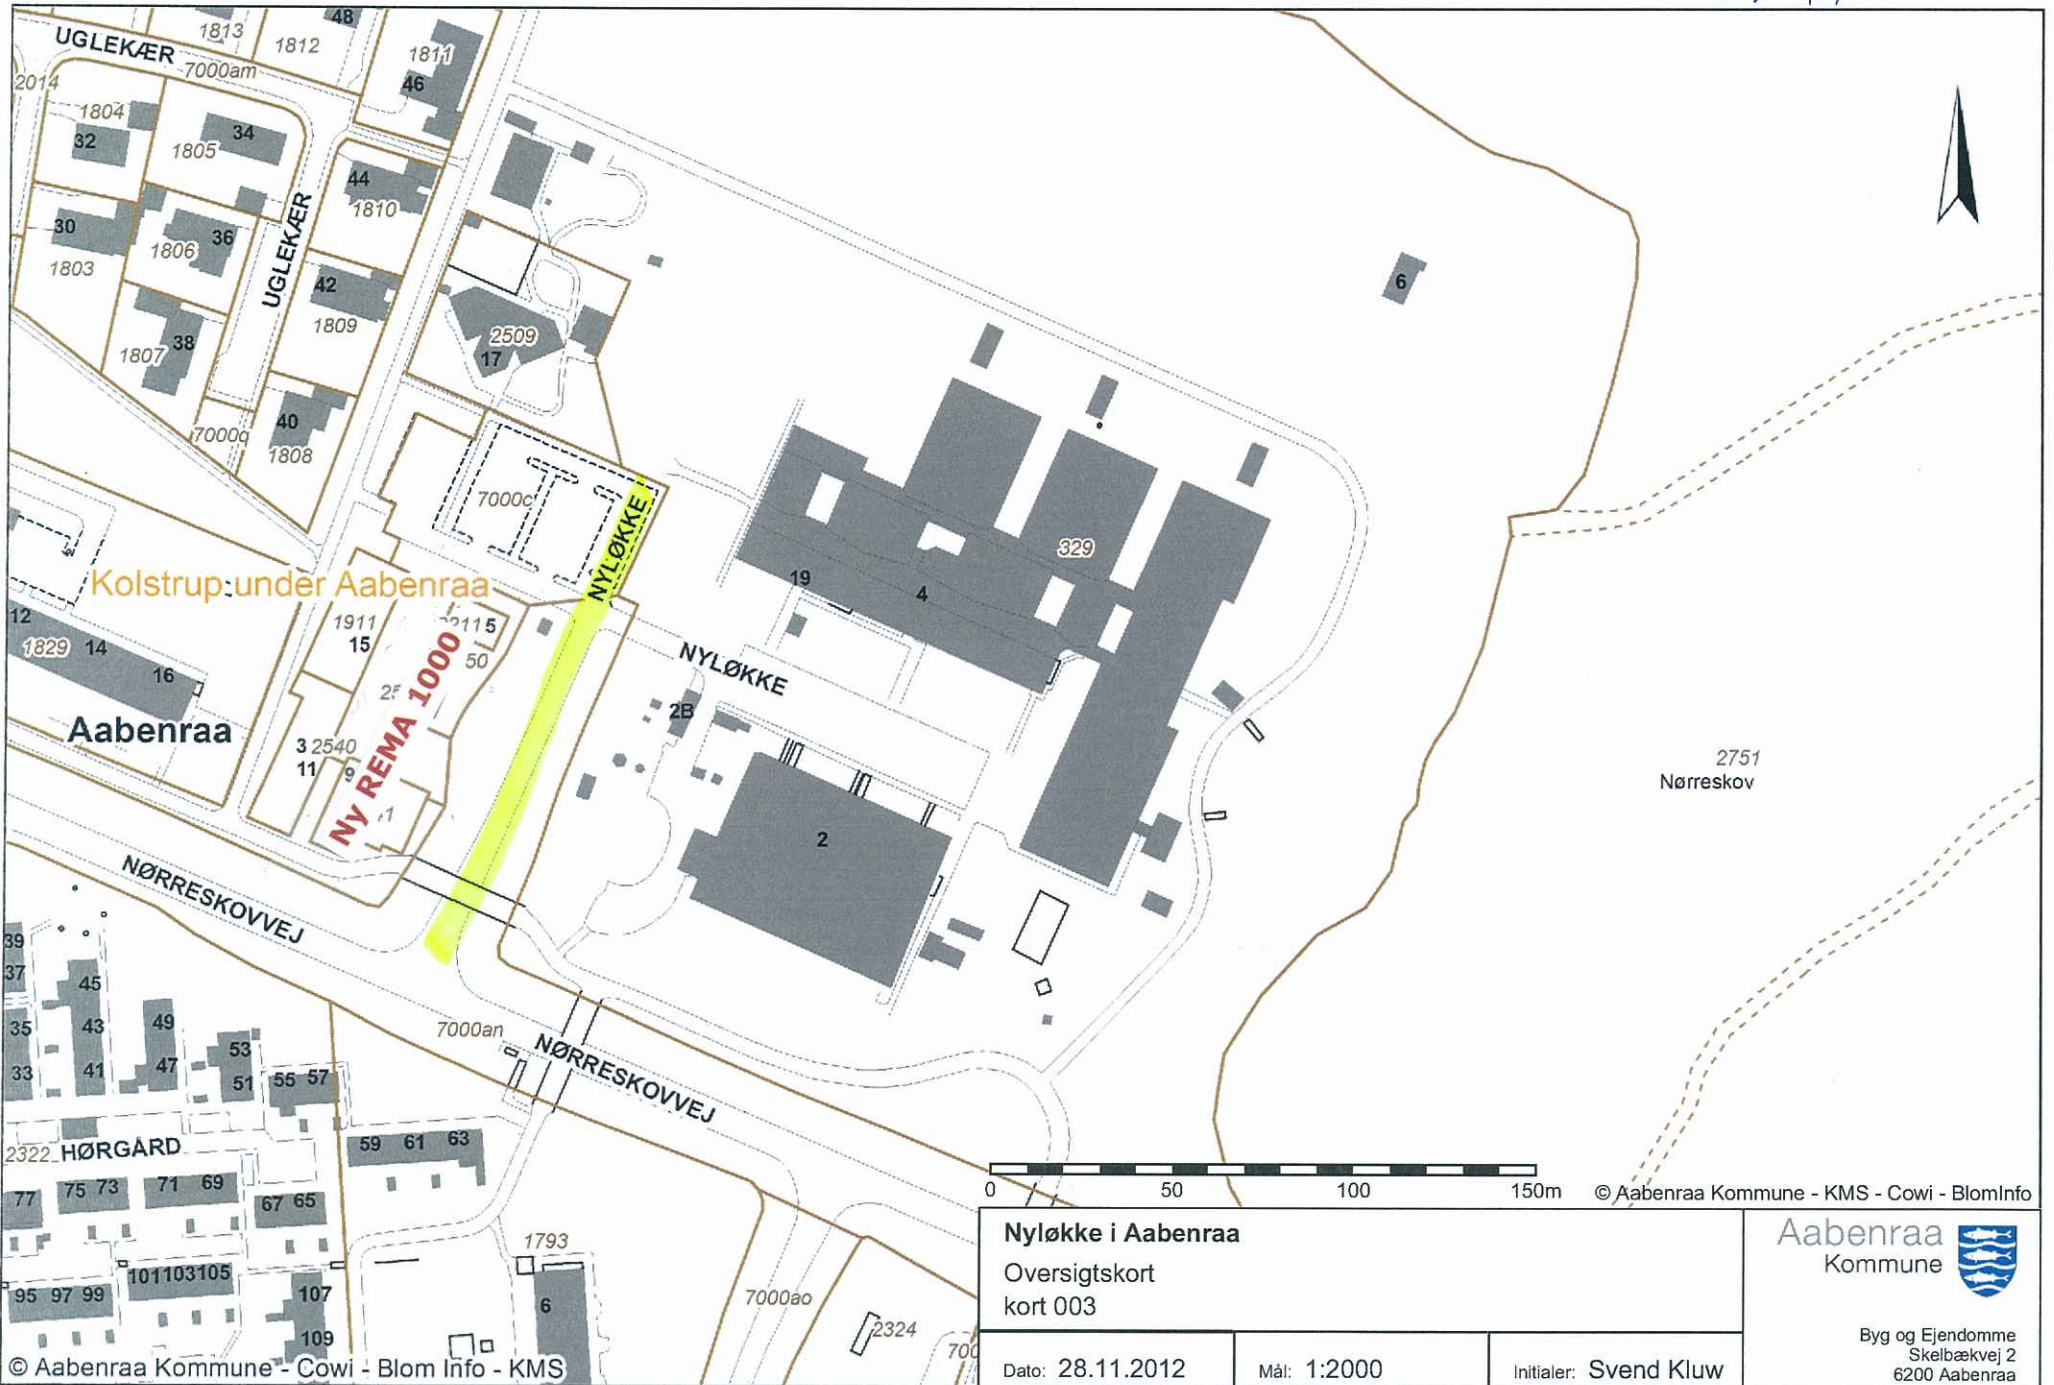 UGLEKÆR
7000am
1813
1812
48
1811
46
2014
1804
32
34
1805
44
1810
30
1803
1806
36
UGLEKÆR
42
1809
1807
38
40
1808
2509
17
6
7000c
NYLØKKE
329
19
4
Kolstrup under Aabenraa
12
1829
14
16
1911
15
5
50
Aabenraa
3
2540
11
9
Ny REMA 1000
NYLØKKE
2B
2
2751
Nørreskov
NØRRESKOVVEJ
39
37
35
33
45
43
41
49
47
53
51
55
57
7000an
NØRRESKOVVEJ
59
61
63
2322
HØRGÅRD
77
75
73
71
69
67
65
95
97
99
101
103
105
107
109
1793
6
7000ao
2324
0 50 100 150m
© Aabenraa Kommune - KMS - Cowi - BlomInfo
Nyløkke i Aabenraa
Oversigtskort
kort 003
Dato: 28.11.2012
Mål: 1:2000
Initialer: Svend Kluw
Aabenraa
Kommune
Byg og Ejendomme
Skelbækvej 2
6200 Aabenraa
© Aabenraa Kommune - Cowi - Blom Info - KMS